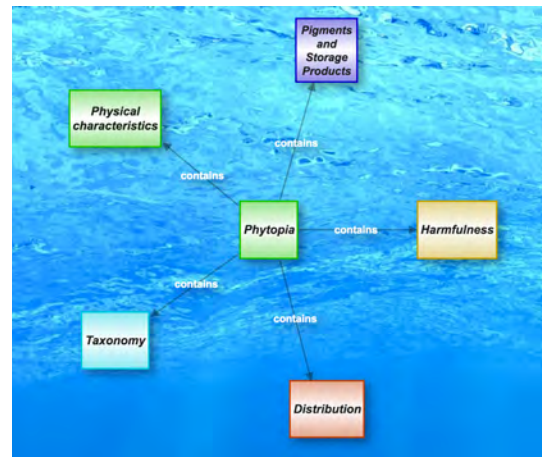 Pigments
and
Storage
Products
Physical
characteristics
contains
contains
Phytopia
contains
Harmfulness
contains
contains
Taxonomy
Distribution